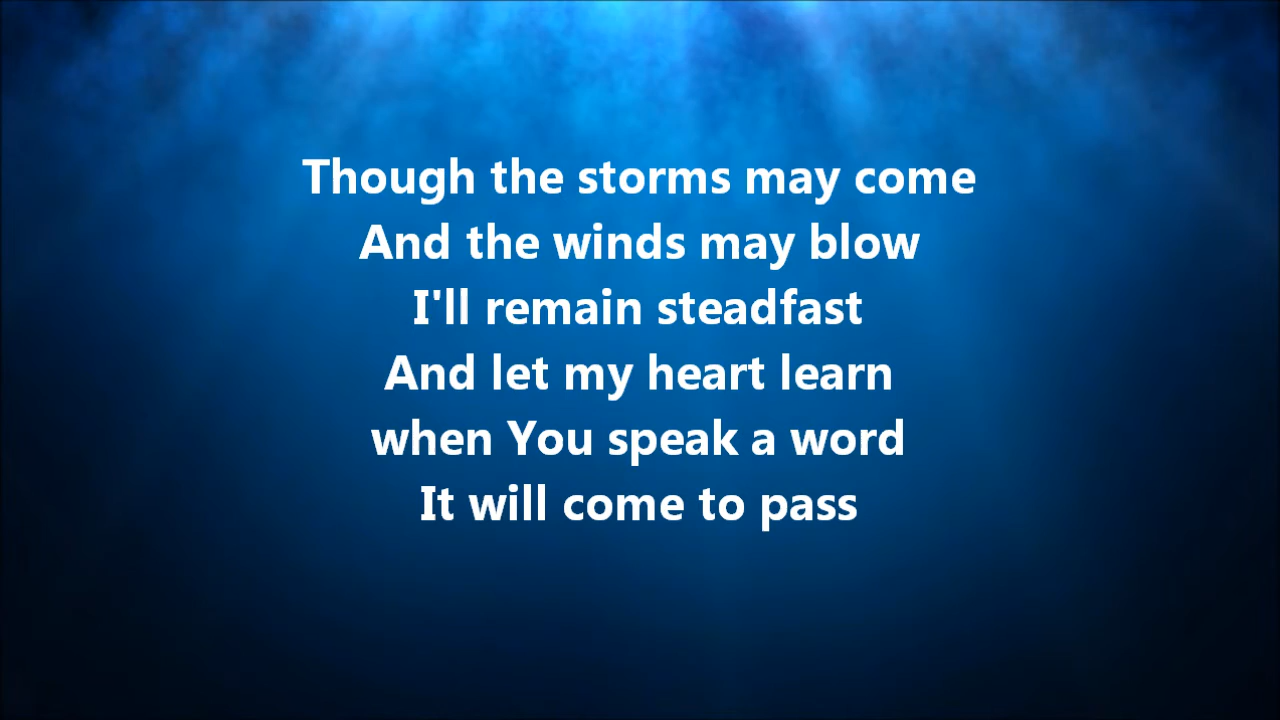 Though the storms may come
And the winds may blow
I'll remain steadfast
And let my heart learn
when You speak a word
It will come to pass